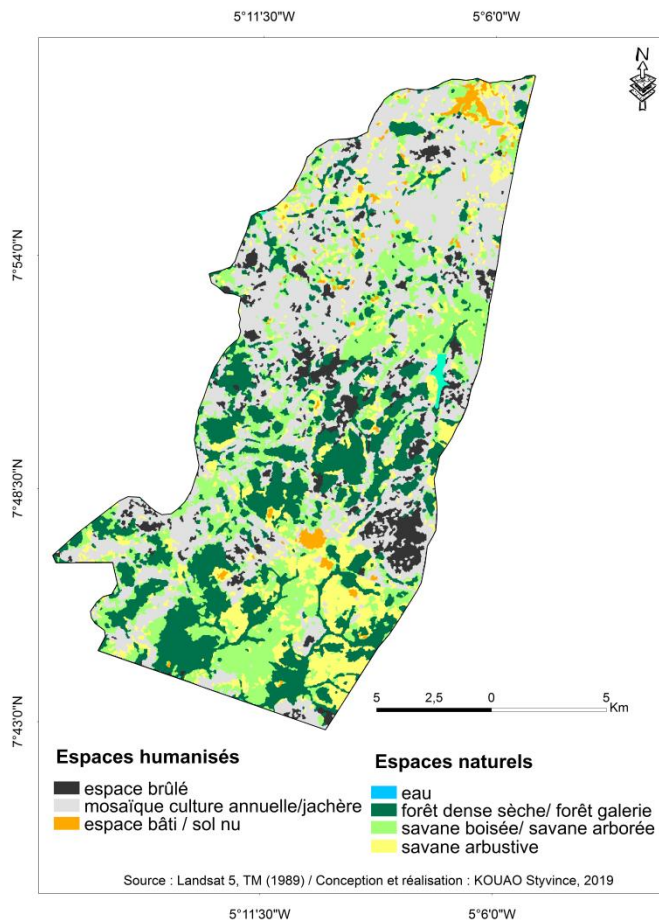 5°11'30"W 5°6'0"W
N
7°54'0"N
7°48'30"N
7°43'0"N
5 2,5 0 5
Km
Espaces humanisés
espace brûlé
mosaïque culture annuelle/jachère
espace bâti / sol nu
Espaces naturels
eau
forêt dense sèche/ forêt galerie
savane boisée/ savane arborée
savane arbustive
Source : Landsat 5, TM (1989) / Conception et réalisation : KOUAO Styvince, 2019
5°11'30"W 5°6'0"W